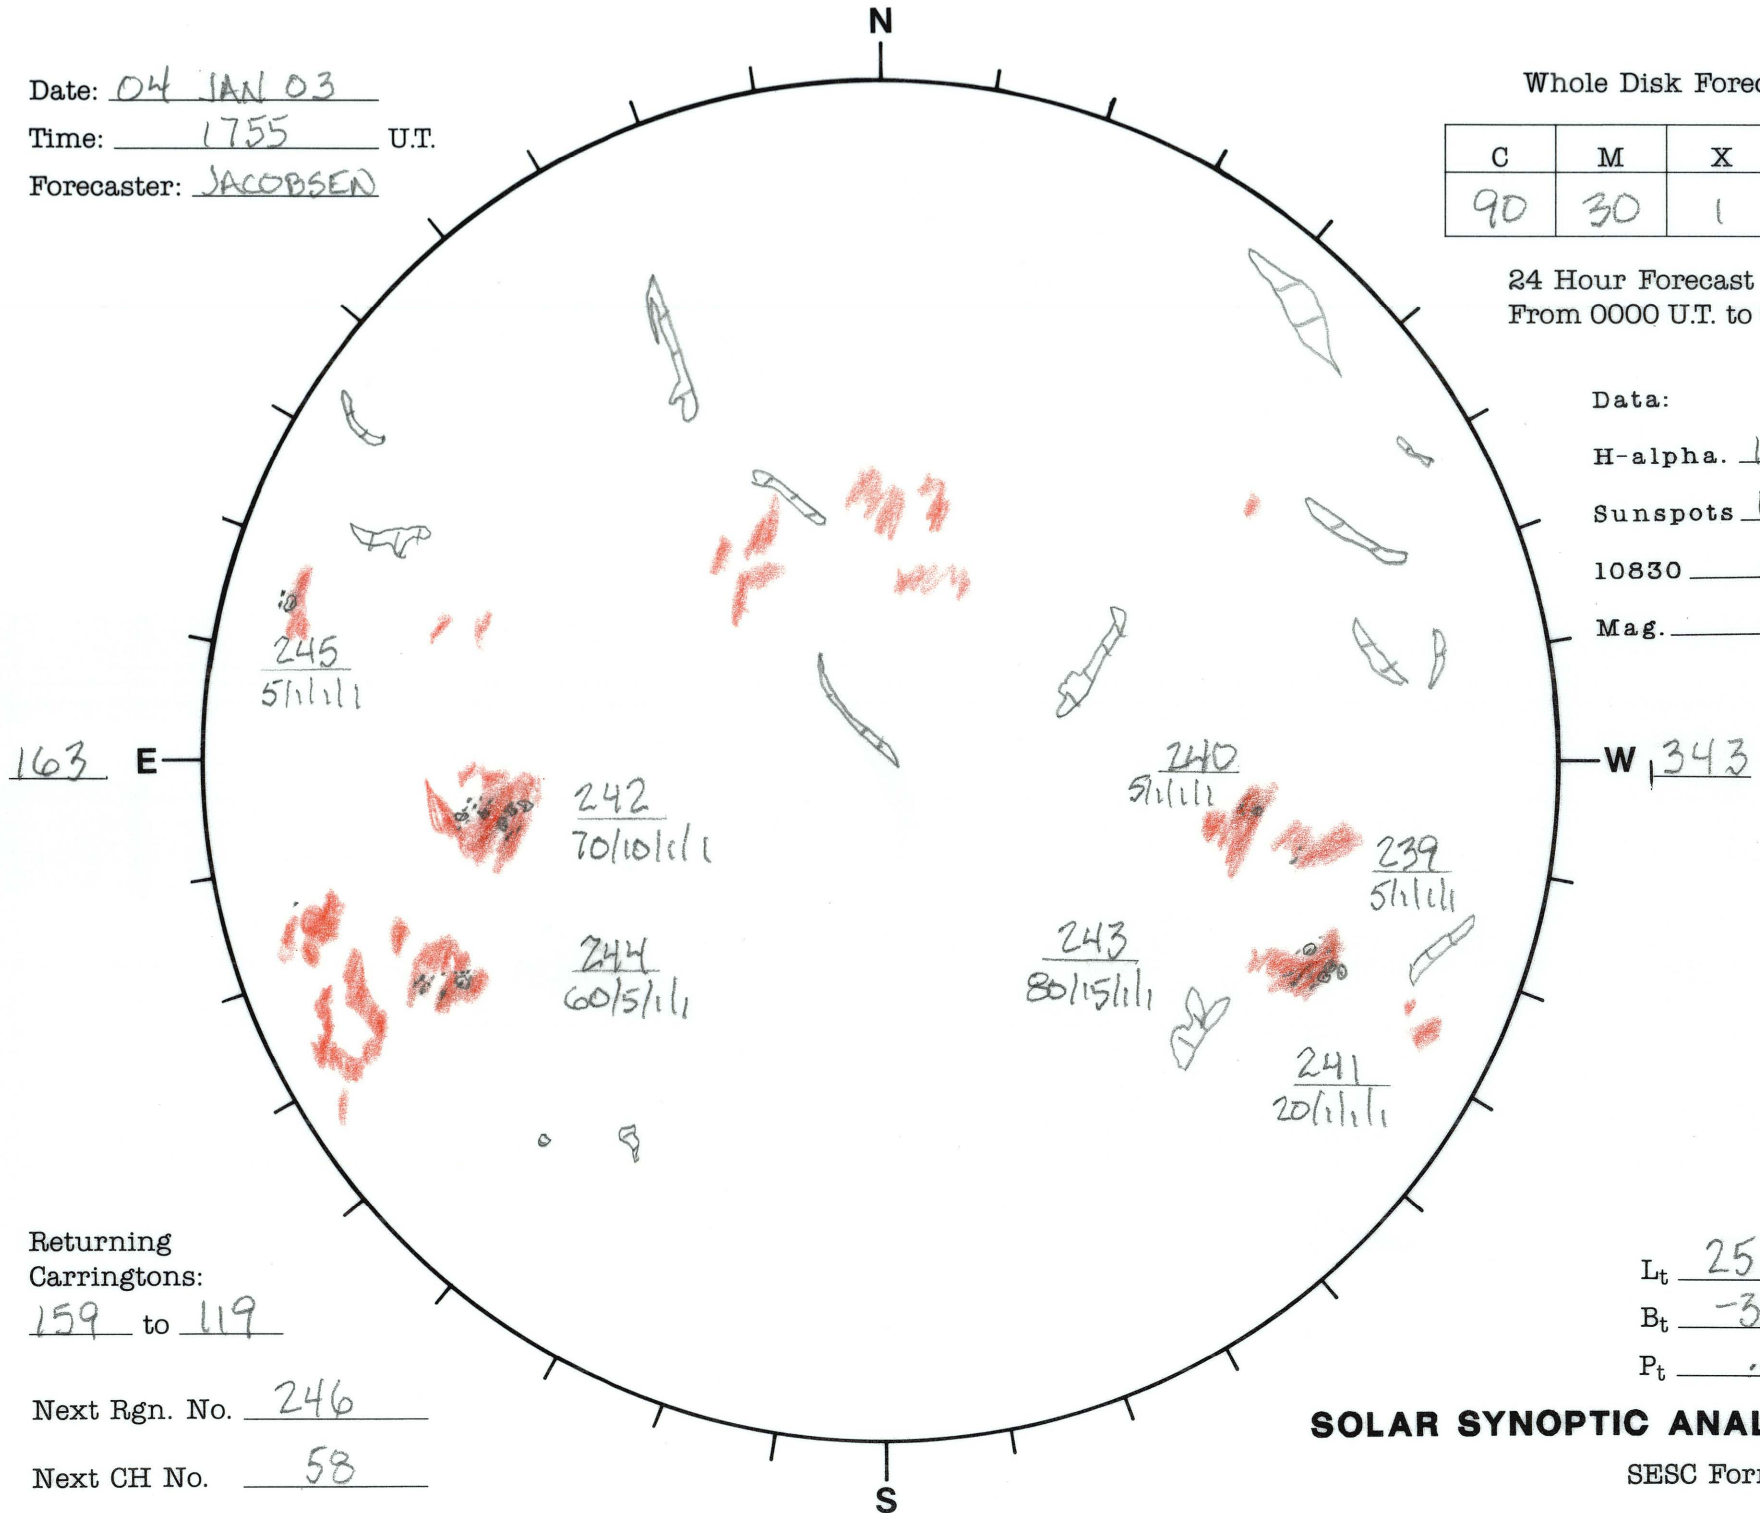 N
Date: 04 JAN 03
Time: 1755 U.T.
Forecaster: JACOBSEN
Whole Disk Forec
C M X
90 30 1
24 Hour Forecast
From 0000 U.T. to
Data:
H-alpha.
Sunspots
10830
Mag.
245
5/1/1/1
163 E
W 343
240
5/1/1/1
242
70/10/1/1
239
5/1/1/1
243
80/15/1/1
244
60/5/1/1
241
20/1/1/1
Returning
Carringtons:
159 to 119
Lt 25
Bt -3
Pt
Next Rgn. No. 246
Next CH No. 58
SOLAR SYNOPTIC ANAL
SESC For
S